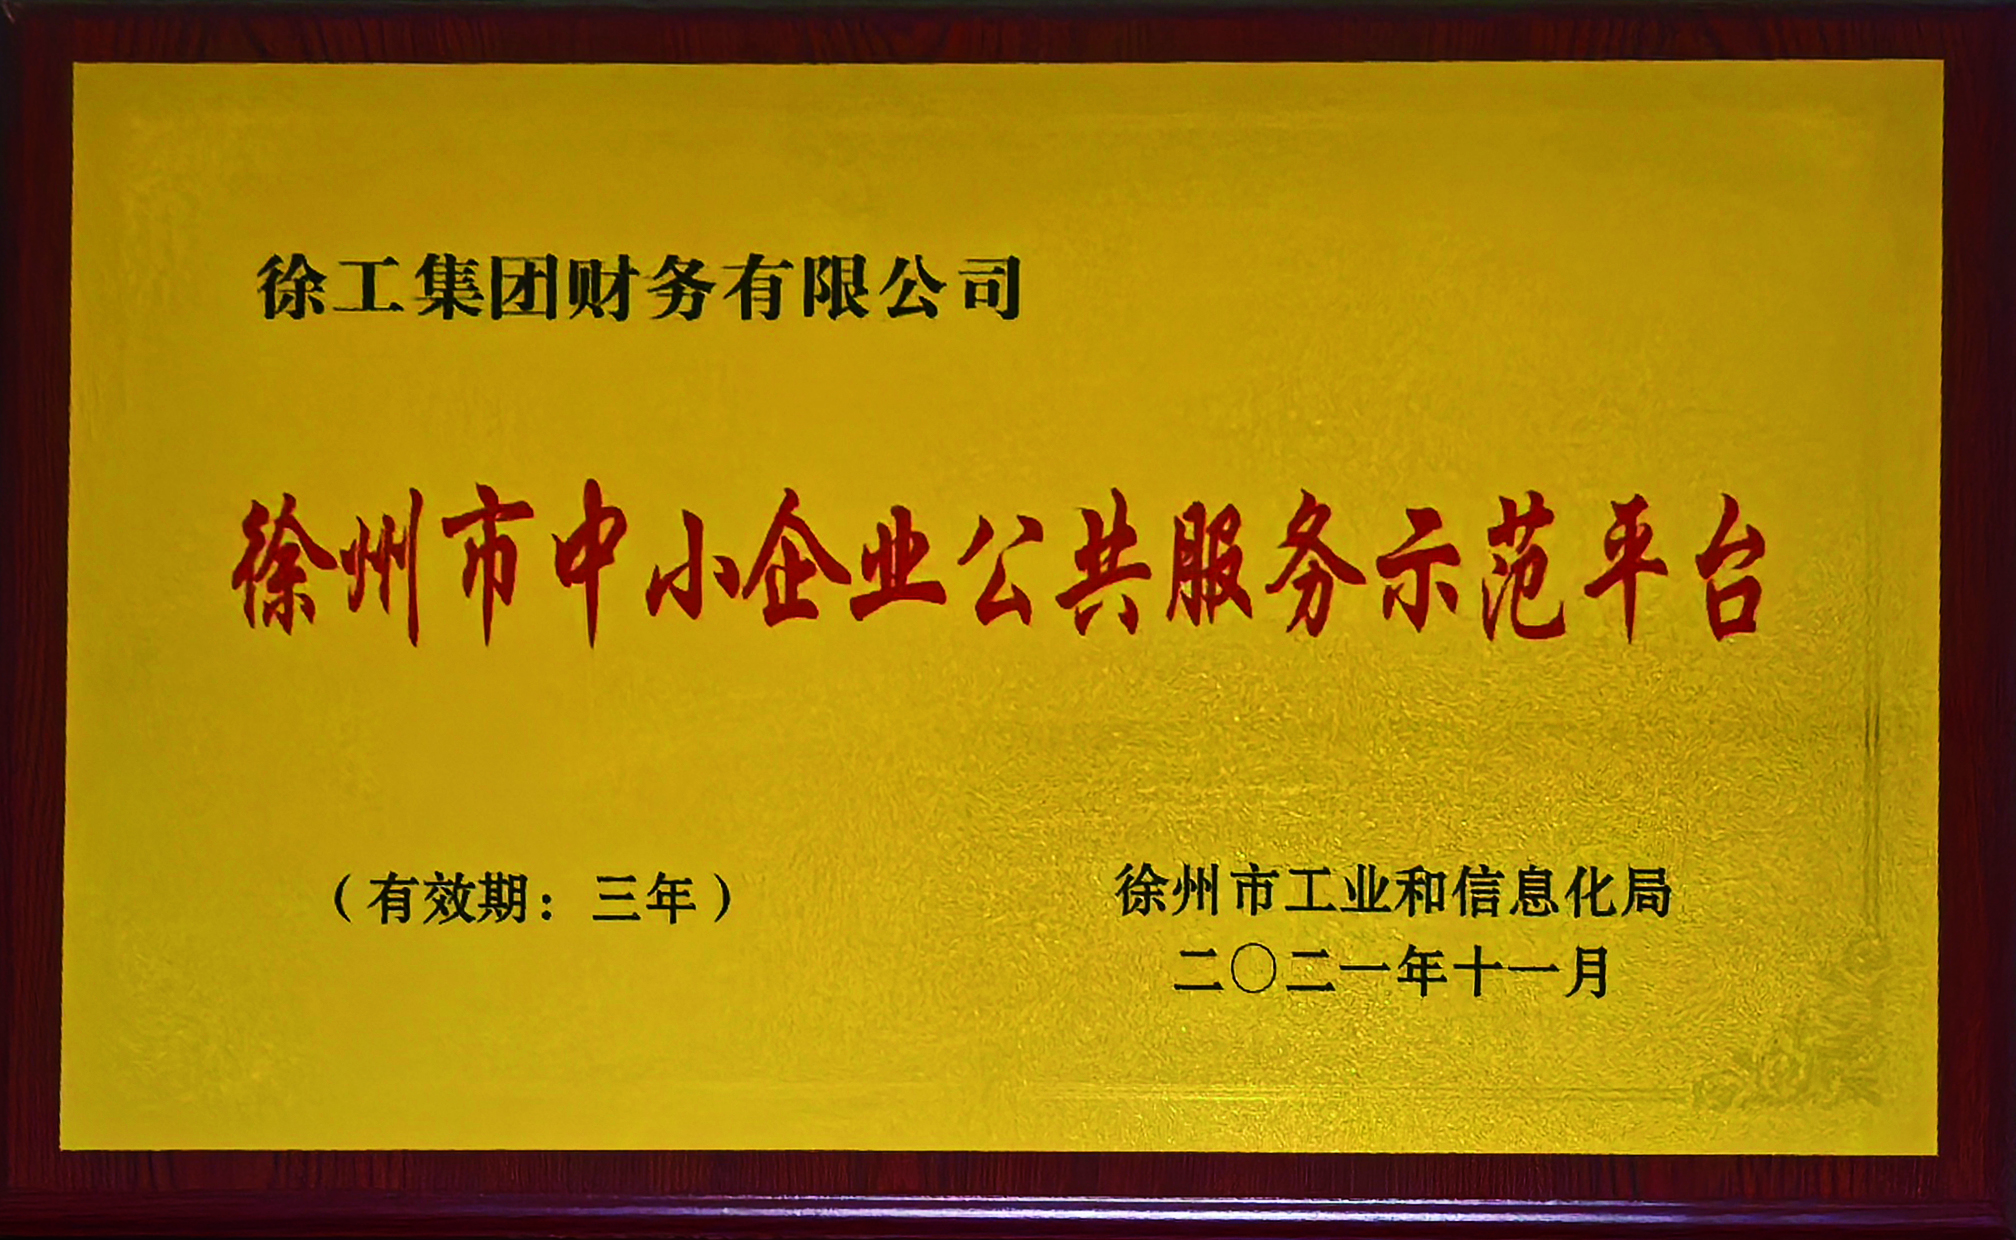 徐工集团财务有限公司
徐州市中小企业公共服务示范平台
（有效期：三年）
徐州市工业和信息化局
二〇二一年十一月